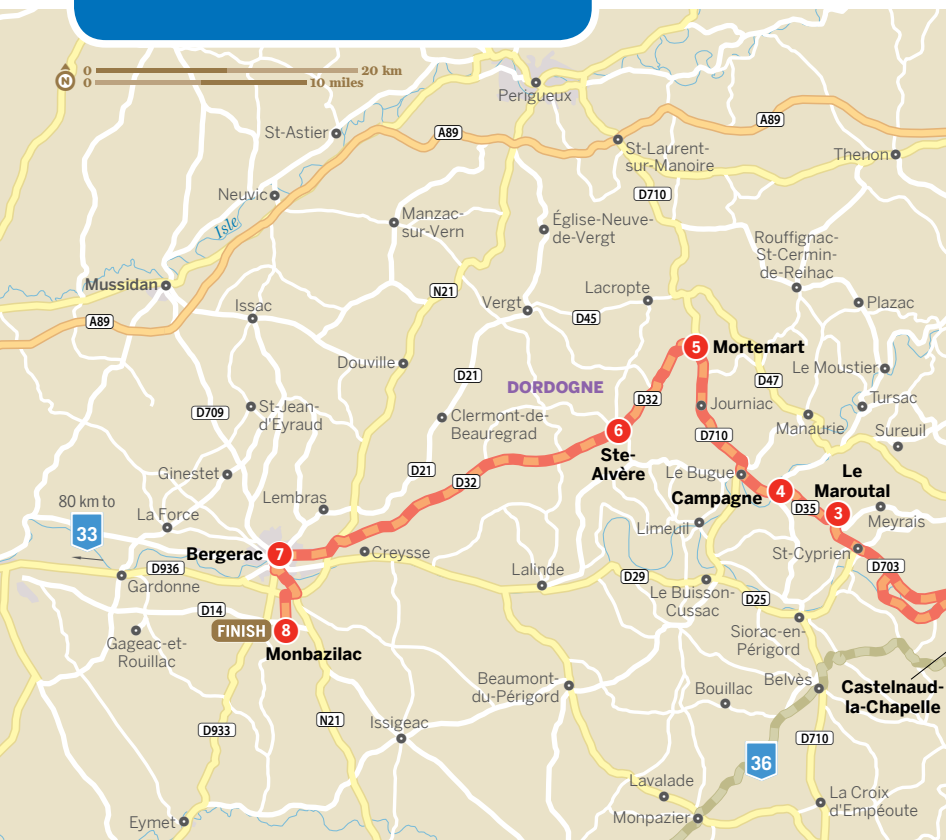 N
0
20 km
0
10 miles
Perigueux
St-Astier
A89
A89
St-Laurent-
sur-Manoire
Thenon
Neuvic
D710
Isle
Manzac-
sur-Vern
Église-Neuve-
de-Vergt
Rouffignac-
St-Cermin-
de-Reihac
Mussidan
N21
Lacropte
Vergt
Plazac
Issac
A89
D45
5
Mortemart
Douville
Le Moustier
D21
DORDOGNE
D47
D32
Tursac
D709
St-Jean-
d'Eyraud
Clermont-de-
Beauregrad
Journiac
Manaurie
6
D710
Sureuil
Ste-
Alvère
Ginestet
D21
D32
Le Bugue
Le
Maroutal
80 km to
33
Lembras
Campagne
4
D35
3
La Force
Meyrais
Limeuil
Bergerac
7
Creysse
St-Cyprien
D936
D703
Gardonne
Lalinde
D29
Le Buisson-
Cussac
D25
D14
FINISH
8
Gageac-et-
Rouillac
Monbazilac
Siorac-en-
Périgord
Beaumont-
du-Périgord
Bouillac
Belvès
Castelnaud-
la-Chapelle
D933
N21
Issigeac
D710
36
Lavalade
La Croix
d'Empéoute
Monpazier
Eymet